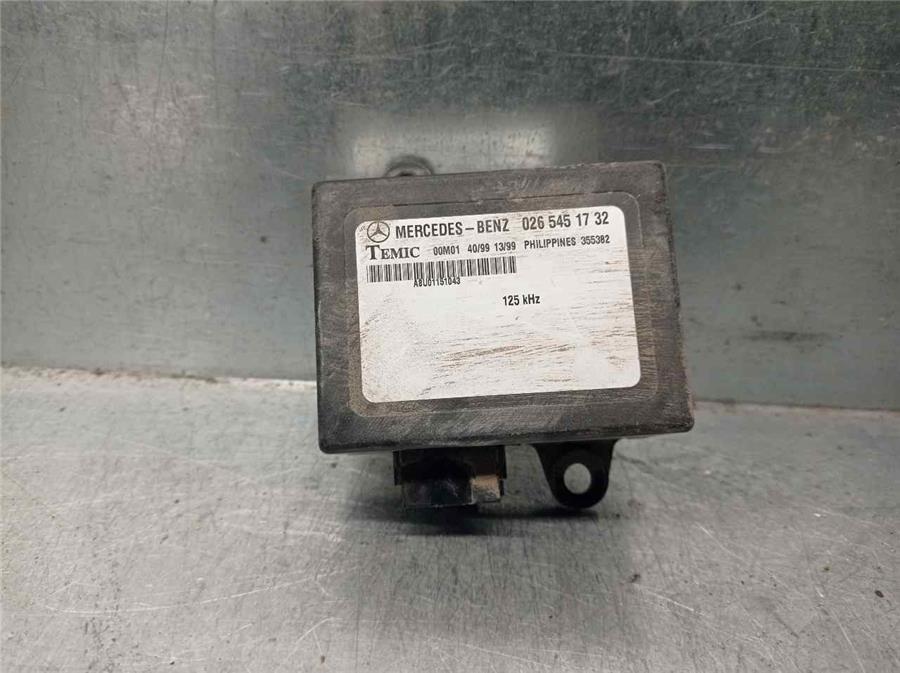 MERCEDES-BENZ 026 545 17 32
TEMIC 00M01 40/99 13/99 PHILIPPINES 355382
A8U01151043
125 kHz